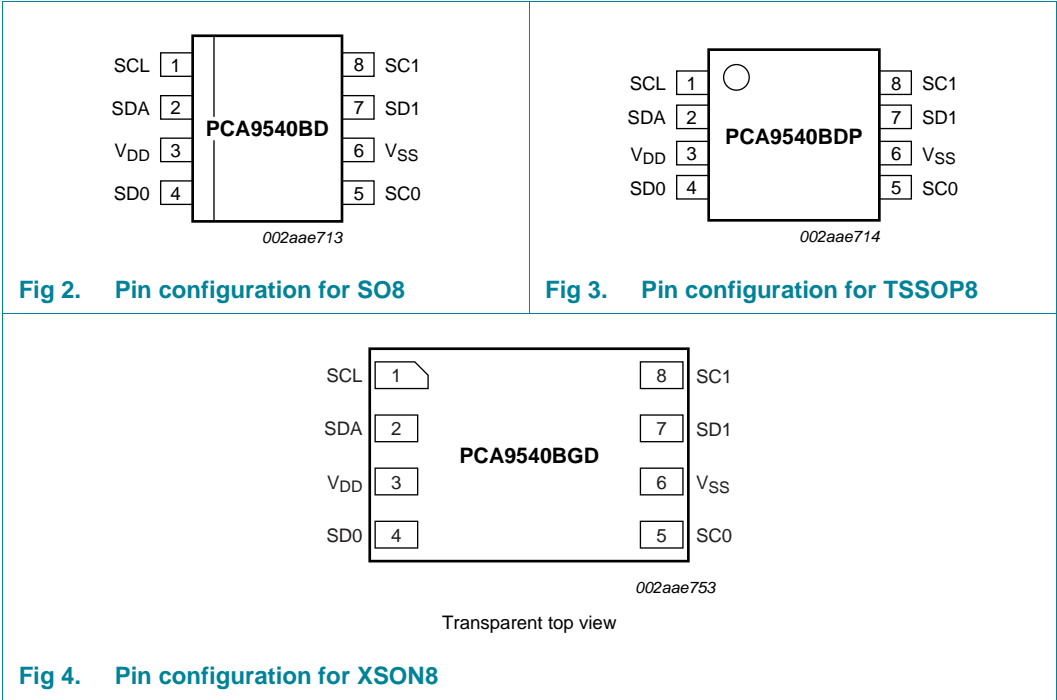 SCL 1 8 SC1
SDA 2 7 SD1
PCA9540BD
VDD 3 6 VSS
SD0 4 5 SC0
002aae713
Fig 2. Pin configuration for SO8
SCL 1 8 SC1
SDA 2 7 SD1
PCA9540BDP
VDD 3 6 VSS
SD0 4 5 SC0
002aae714
Fig 3. Pin configuration for TSSOP8
SCL 1 8 SC1
SDA 2 7 SD1
PCA9540BGD
VDD 3 6 VSS
SD0 4 5 SC0
002aae753
Transparent top view
Fig 4. Pin configuration for XSON8